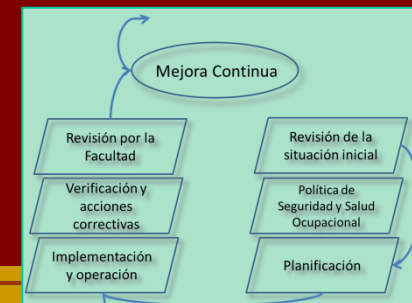 Mejora Continua
Revisión por la
Facultad
Revisión de la
situación inicial
Verificación y
acciones
correctivas
Política de
Seguridad y Salud
Ocupacional
Implementación
y operación
Planificación